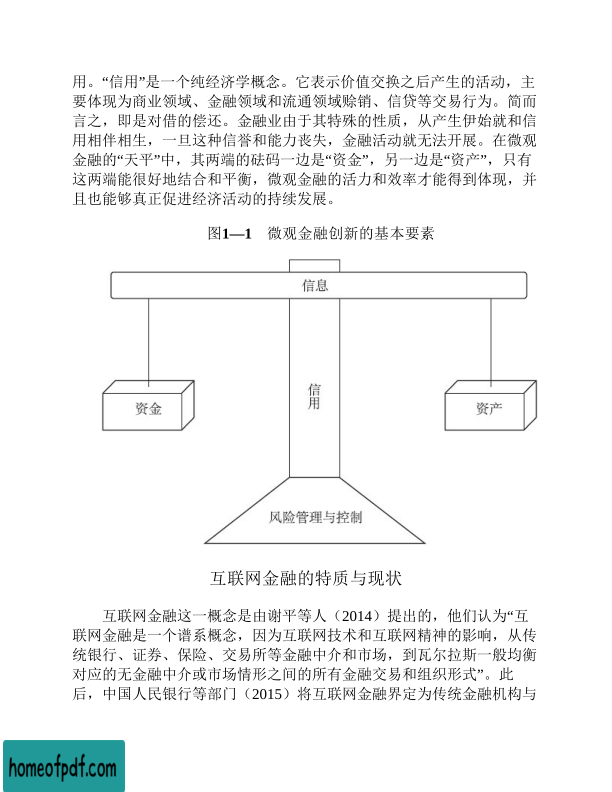 用。“信用”是一个纯经济学概念。它表示价值交换之后产生的活动，主
要体现为商业领域、金融领域和流通领域赊销、信贷等交易行为。简而
言之，即是对借的偿还。金融业由于其特殊的性质，从产生伊始就和信
用相伴相生，一旦这种信誉和能力丧失，金融活动就无法开展。在微观
金融的“天平”中，其两端的砝码一边是“资金”，另一边是“资产”，只有
这两端能很好地结合和平衡，微观金融的活力和效率才能得到体现，并
且也能够真正促进经济活动的持续发展。
图1—1　微观金融创新的基本要素
信息
信
用
资金
资产
风险管理与控制
互联网金融的特质与现状
互联网金融这一概念是由谢平等人（2014）提出的，他们认为“互
联网金融是一个谱系概念，因为互联网技术和互联网精神的影响，从传
统银行、证券、保险、交易所等金融中介和市场，到瓦尔拉斯一般均衡
对应的无金融中介或市场情形之间的所有金融交易和组织形式”。此
后，中国人民银行等部门（2015）将互联网金融界定为传统金融机构与
homeofpdf.com